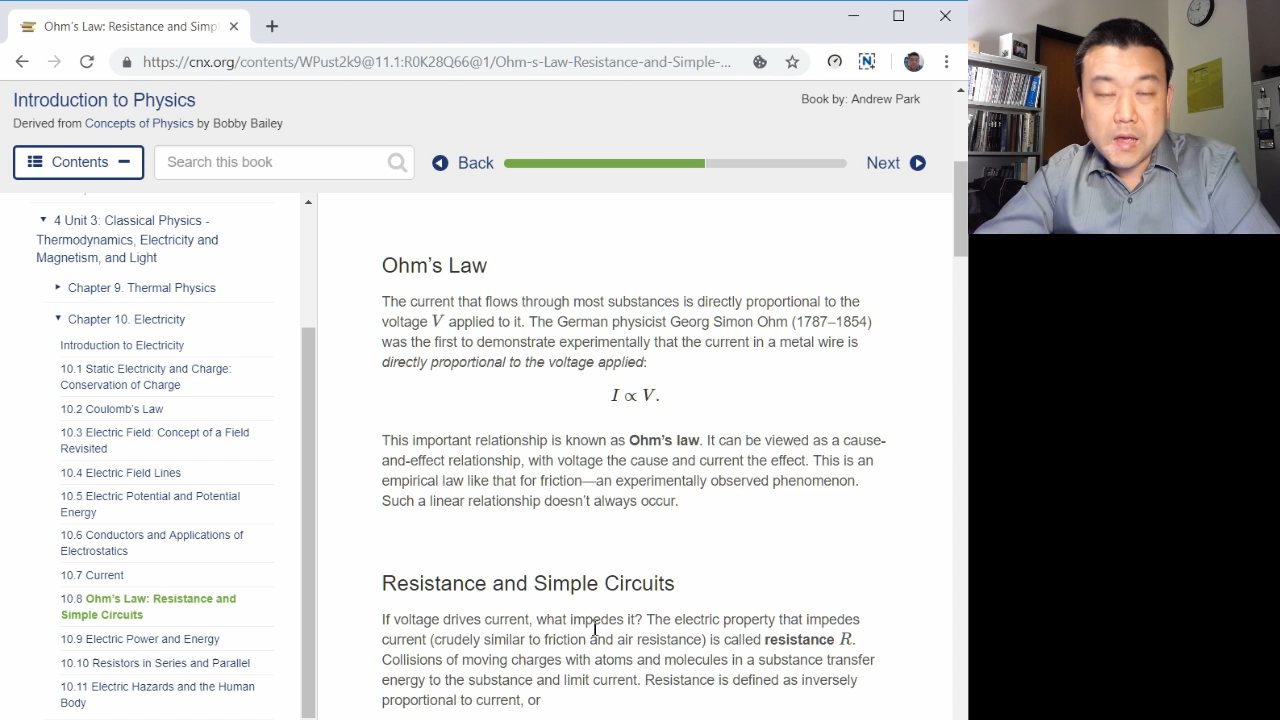 Ohm's Law: Resistance and Simp
https://cnx.org/contents/WPust2k9@11.1:R0K28Q66@1/Ohm-s-Law-Resistance-and-Simple-...
Introduction to Physics
Book by: Andrew Park
Derived from Concepts of Physics by Bobby Bailey
Contents
Search this book
Back
Next
4 Unit 3: Classical Physics -
Thermodynamics, Electricity and
Magnetism, and Light
Chapter 9. Thermal Physics
Chapter 10. Electricity
Introduction to Electricity
10.1 Static Electricity and Charge:
Conservation of Charge
10.2 Coulomb's Law
10.3 Electric Field: Concept of a Field
Revisited
10.4 Electric Field Lines
10.5 Electric Potential and Potential
Energy
10.6 Conductors and Applications of
Electrostatics
10.7 Current
10.8 Ohm's Law: Resistance and
Simple Circuits
10.9 Electric Power and Energy
10.10 Resistors in Series and Parallel
10.11 Electric Hazards and the Human
Body
Ohm's Law
The current that flows through most substances is directly proportional to the
voltage V applied to it. The German physicist Georg Simon Ohm (1787–1854)
was the first to demonstrate experimentally that the current in a metal wire is
directly proportional to the voltage applied:
I ∝ V.
This important relationship is known as Ohm's law. It can be viewed as a cause-
and-effect relationship, with voltage the cause and current the effect. This is an
empirical law like that for friction—an experimentally observed phenomenon.
Such a linear relationship doesn't always occur.
Resistance and Simple Circuits
If voltage drives current, what impedes it? The electric property that impedes
current (crudely similar to friction and air resistance) is called resistance R.
Collisions of moving charges with atoms and molecules in a substance transfer
energy to the substance and limit current. Resistance is defined as inversely
proportional to current, or